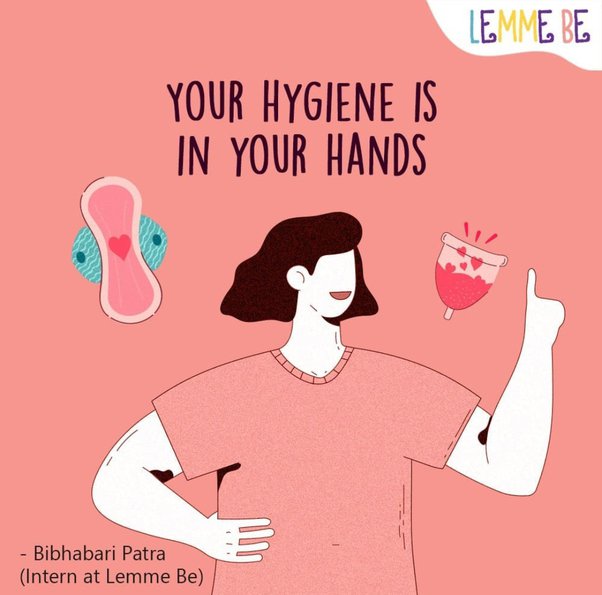 LEMME BE
YOUR HYGIENE IS
IN YOUR HANDS
- Bibhabari Patra
(Intern at Lemme Be)